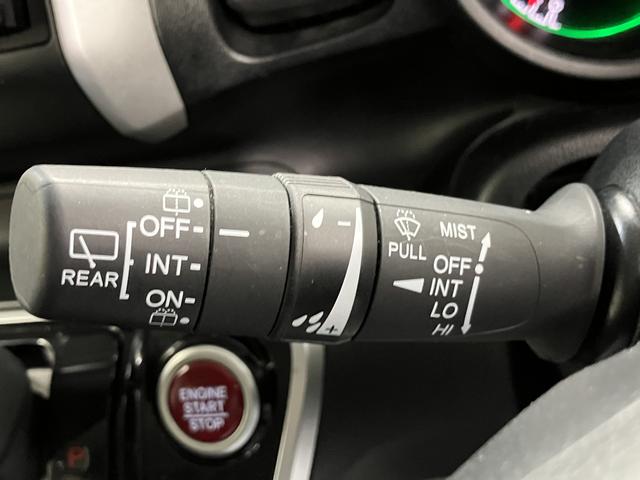 REAR
OFF
INT
ON
PULL
MIST
OFF
INT
LO
HI
ENGINE
START
STOP
P